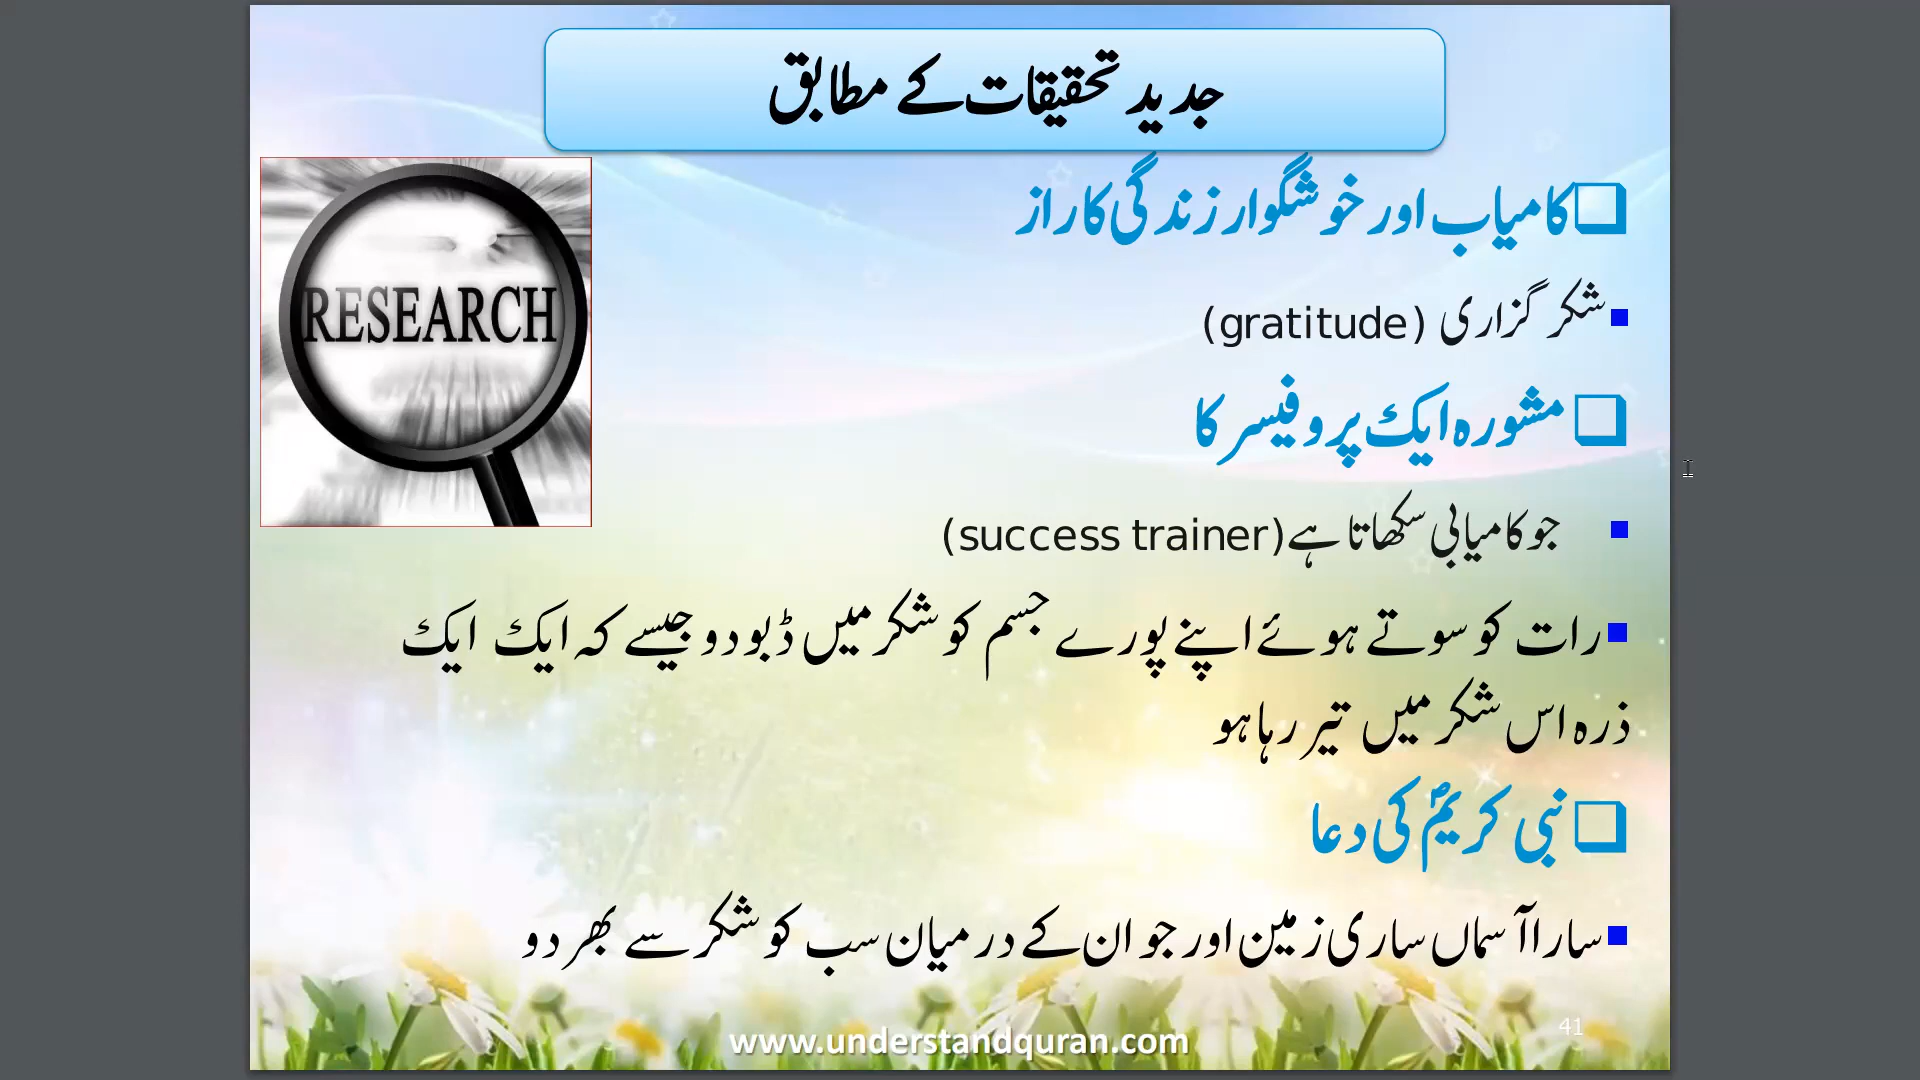 جدید تحقیقات کے مطابق
RESEARCH
کامیاب اور خوشگوار زندگی کا راز
شکر گزاری (gratitude)
مشورہ ایک پروفیسر کا
جو کامیابی سکھاتا ہے (success trainer)
رات کو سوتے ہوئے اپنے پورے جسم کو شکر میں ڈبو دو جیسے کہ ایک ایک
ذرہ اس شکر میں تیر رہا ہو
نبی کریمؐ کی دعا
سارا آسماں ساری زمین اور جو ان کے درمیان سب کو شکر سے بھر دو
www.understandquran.com
41